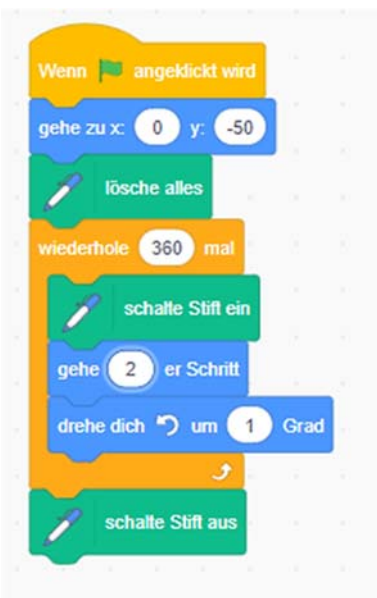 Wenn angeklickt wird
gehe zu x: 0 y: -50
lösche alles
wiederhole 360 mal
schalte Stift ein
gehe 2 er Schritt
drehe dich um 1 Grad
schalte Stift aus